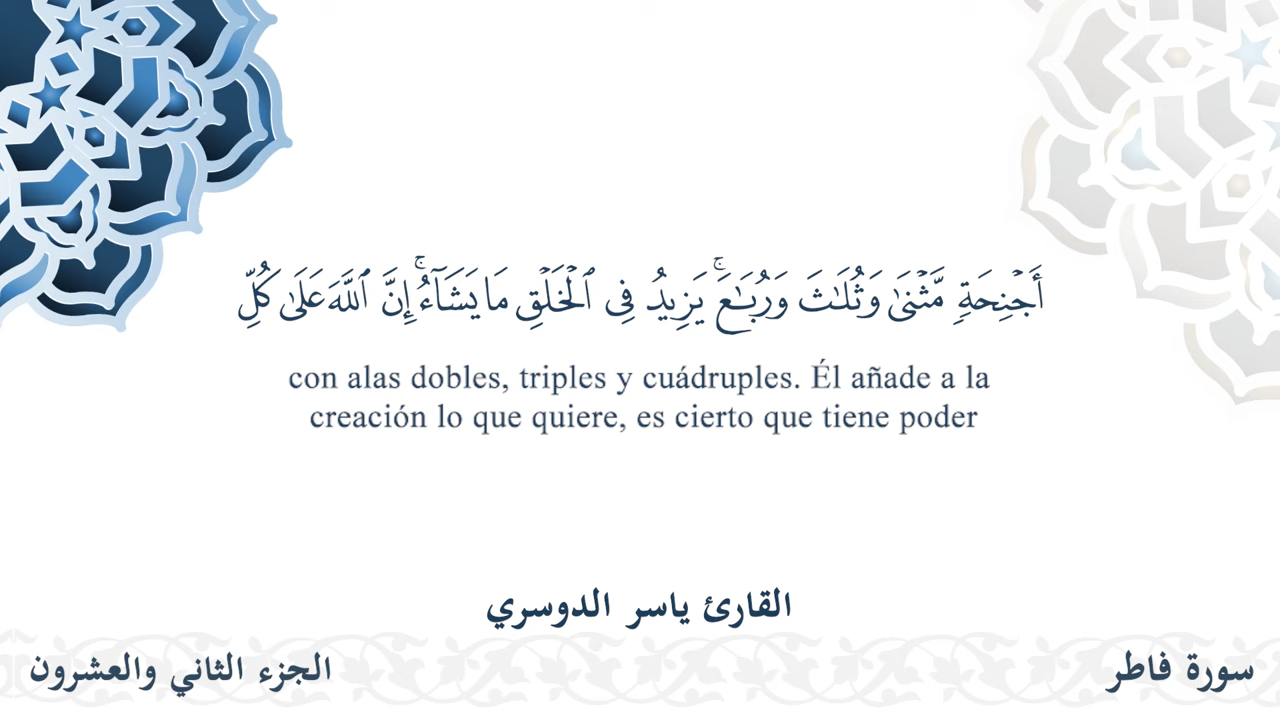 أَجۡنِحَةٖ مَّثۡنَىٰ وَثُلَٰثَ وَرُبَٰعَۚ يَزِيدُ فِي ٱلۡخَلۡقِ مَا يَشَآءُۚ إِنَّ ٱللَّهَ عَلَىٰ كُلِّ
con alas dobles, triples y cuádruples. Él añade a la
creación lo que quiere, es cierto que tiene poder
القارئ ياسر الدوسري
سورة فاطر
الجزء الثاني والعشرون